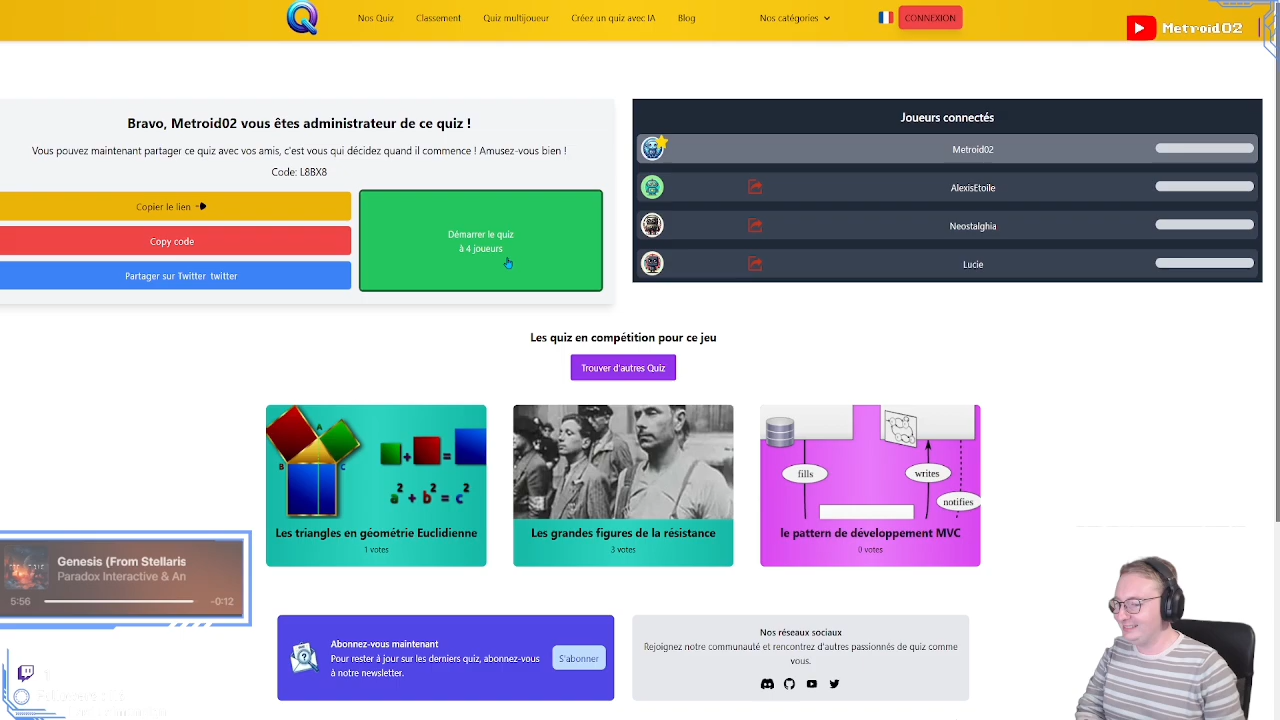 Nos Quiz
Classement
Quiz multijoueur
Créez un quiz avec IA
Blog
Nos catégories
CONNEXION
Metroid02
Bravo, Metroid02 vous êtes administrateur de ce quiz !
Vous pouvez maintenant partager ce quiz avec vos amis, c'est vous qui décidez quand il commence ! Amusez-vous bien !
Code: L8BX8
Copier le lien
Copy code
Partager sur Twitter twitter
Démarrer le quiz
à 4 joueurs
Joueurs connectés
Metroid02
AlexisEtoile
Neostalghia
Lucie
Les quiz en compétition pour ce jeu
Trouver d'autres Quiz
A
B
C
a² + b² = c²
Les triangles en géométrie Euclidienne
1 votes
Les grandes figures de la résistance
3 votes
fills
writes
notifies
le pattern de développement MVC
0 votes
Genesis (From Stellaris
Paradox Interactive & An
5:56
-0:12
Abonnez-vous maintenant
Pour rester à jour sur les derniers quiz, abonnez-vous
à notre newsletter.
S'abonner
Nos réseaux sociaux
Rejoignez notre communauté et rencontrez d'autres passionnés de quiz comme
vous.